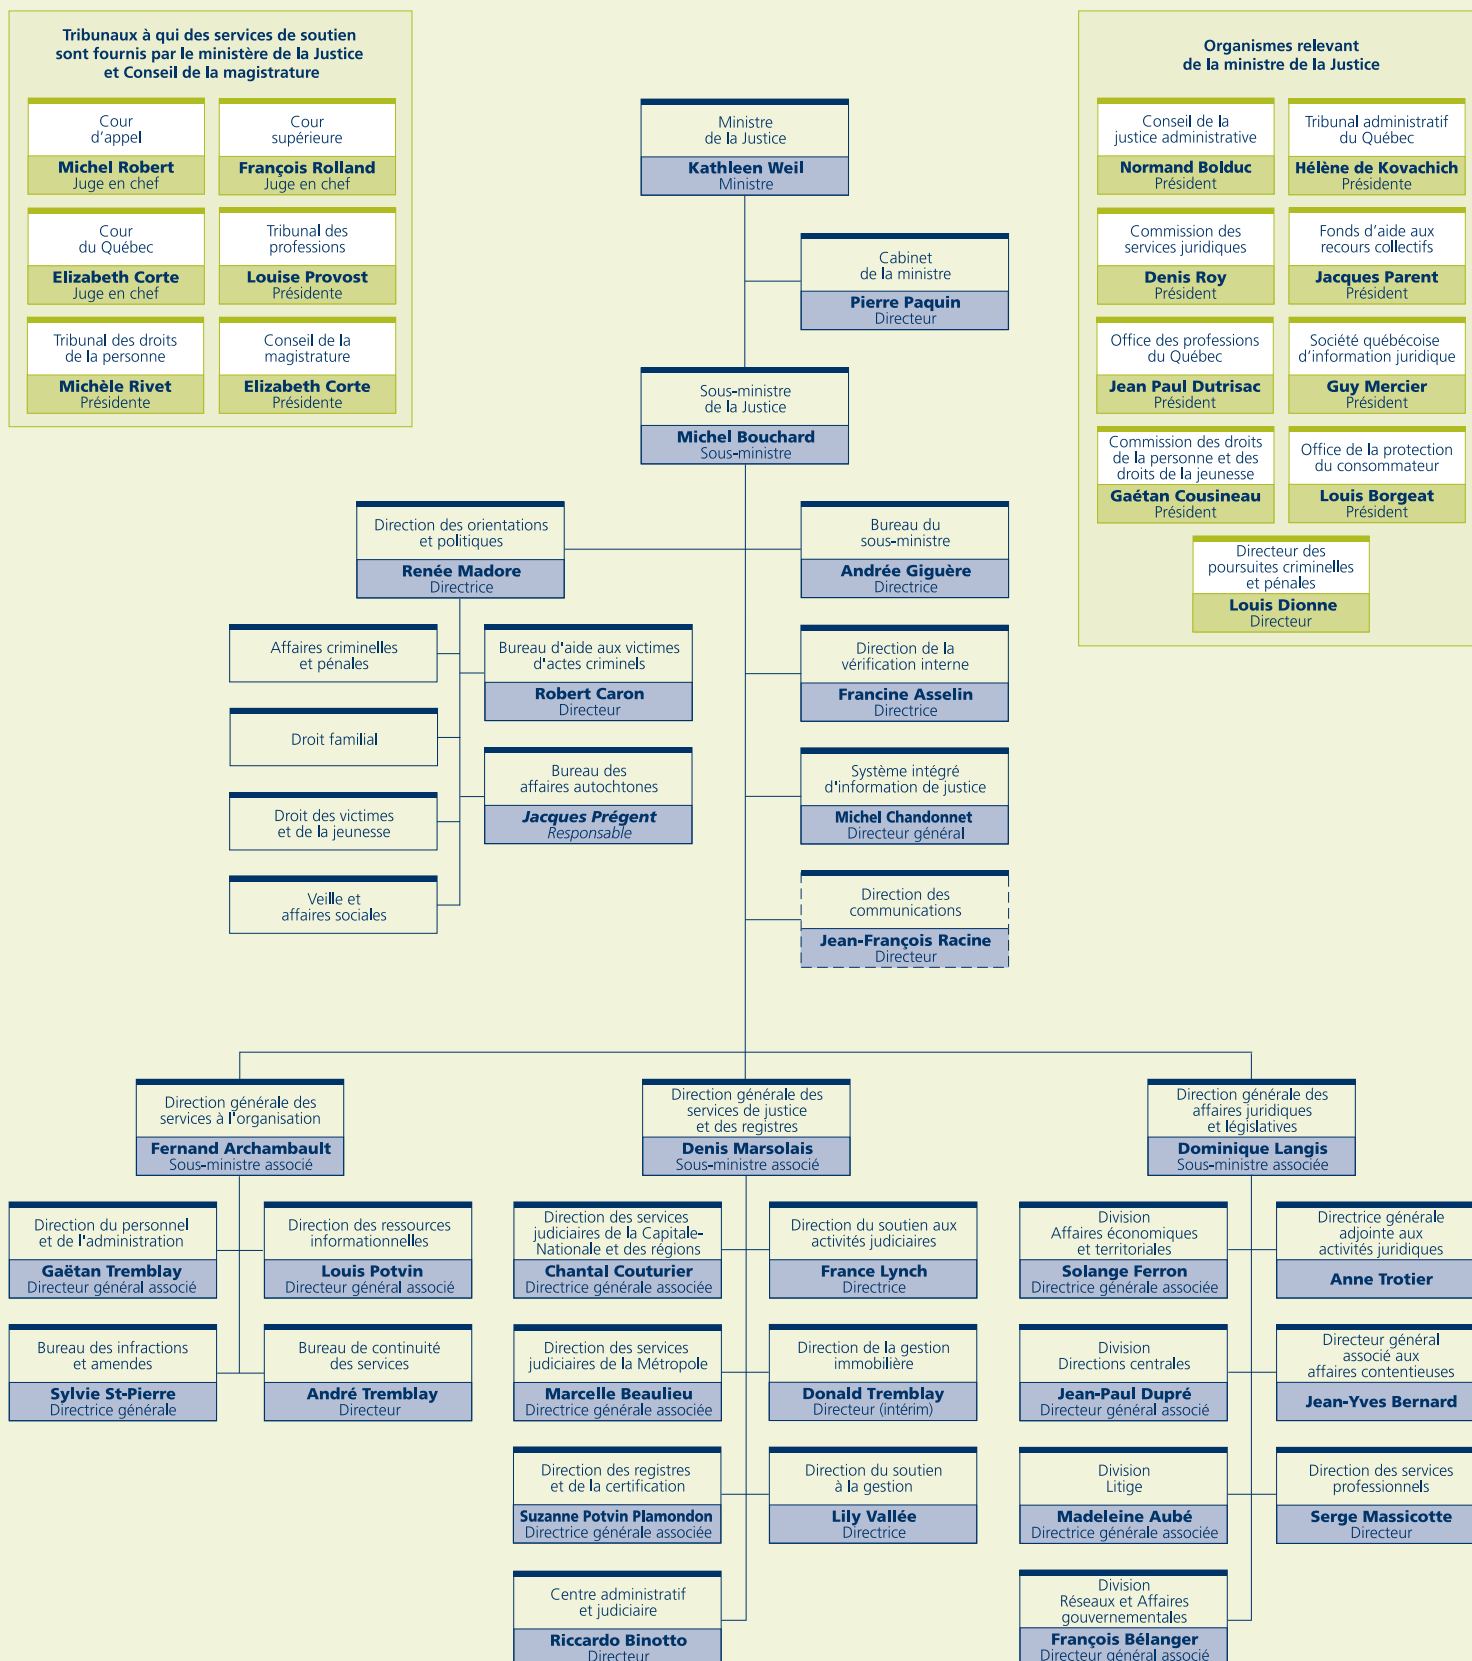 Tribunaux à qui des services de soutien
sont fournis par le ministère de la Justice
et Conseil de la magistrature
Cour
d'appel
Michel Robert
Juge en chef
Cour
supérieure
François Rolland
Juge en chef
Cour
du Québec
Elizabeth Corte
Juge en chef
Tribunal des
professions
Louise Provost
Présidente
Tribunal des droits
de la personne
Michèle Rivet
Présidente
Conseil de la
magistrature
Elizabeth Corte
Présidente
Ministre
de la Justice
Kathleen Weil
Ministre
Cabinet
de la ministre
Pierre Paquin
Directeur
Sous-ministre
de la Justice
Michel Bouchard
Sous-ministre
Organismes relevant
de la ministre de la Justice
Conseil de la
justice administrative
Normand Bolduc
Président
Tribunal administratif
du Québec
Hélène de Kovachich
Présidente
Commission des
services juridiques
Denis Roy
Président
Fonds d'aide aux
recours collectifs
Jacques Parent
Président
Office des professions
du Québec
Jean Paul Dutrisac
Président
Société québécoise
d'information juridique
Guy Mercier
Président
Commission des droits
de la personne et des
droits de la jeunesse
Gaétan Cousineau
Président
Office de la protection
du consommateur
Louis Borgeat
Président
Directeur des
poursuites criminelles
et pénales
Louis Dionne
Directeur
Direction des orientations
et politiques
Renée Madore
Directrice
Bureau du
sous-ministre
Andrée Giguère
Directrice
Affaires criminelles
et pénales
Bureau d'aide aux victimes
d'actes criminels
Robert Caron
Directeur
Direction de la
vérification interne
Francine Asselin
Directrice
Droit familial
Bureau des
affaires autochtones
Jacques Prégent
Responsable
Système intégré
d'information de justice
Michel Chandonnet
Directeur général
Droit des victimes
et de la jeunesse
Veille et
affaires sociales
Direction des
communications
Jean-François Racine
Directeur
Direction générale des
services à l'organisation
Fernand Archambault
Sous-ministre associé
Direction générale des
services de justice
et des registres
Denis Marsolais
Sous-ministre associé
Direction générale des
affaires juridiques
et législatives
Dominique Langis
Sous-ministre associée
Direction du personnel
et de l'administration
Gaëtan Tremblay
Directeur général associé
Direction des ressources
informationnelles
Louis Potvin
Directeur général associé
Bureau des infractions
et amendes
Sylvie St-Pierre
Directrice générale
Bureau de continuité
des services
André Tremblay
Directeur
Direction des services
judiciaires de la Capitale-
Nationale et des régions
Chantal Couturier
Directrice générale associée
Direction du soutien aux
activités judiciaires
France Lynch
Directrice
Direction des services
judiciaires de la Métropole
Marcelle Beaulieu
Directrice générale associée
Direction de la gestion
immobilière
Donald Tremblay
Directeur (intérim)
Direction des registres
et de la certification
Suzanne Potvin Plamondon
Directrice générale associée
Direction du soutien
à la gestion
Lily Vallée
Directrice
Centre administratif
et judiciaire
Riccardo Binotto
Directeur
Division
Affaires économiques
et territoriales
Solange Ferron
Directrice générale associée
Directrice générale
adjointe aux
activités juridiques
Anne Trotier
Division
Directions centrales
Jean-Paul Dupré
Directeur général associé
Directeur général
associé aux
affaires contentieuses
Jean-Yves Bernard
Division
Litige
Madeleine Aubé
Directrice générale associée
Direction des services
professionnels
Serge Massicotte
Directeur
Division
Réseaux et Affaires
gouvernementales
François Bélanger
Directeur général associé